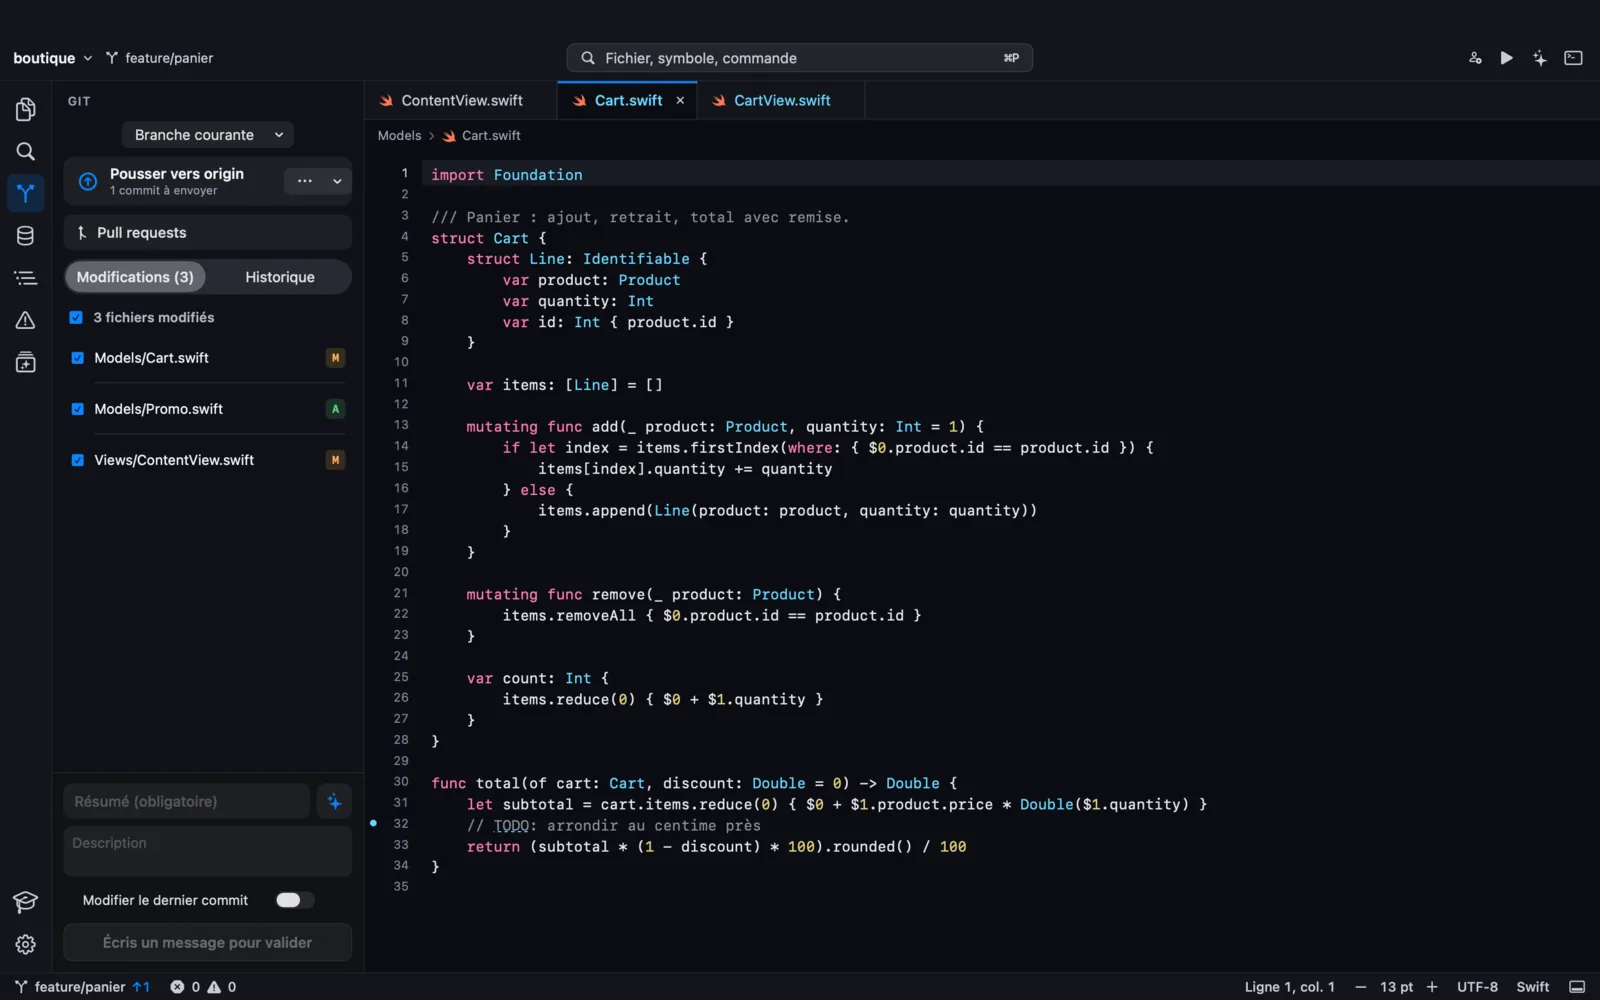 boutique feature/panier Fichier, symbole, commande ⌘P
GIT
Branche courante
Pousser vers origin
1 commit à envoyer
Pull requests
Modifications (3) Historique
3 fichiers modifiés
Models/Cart.swift M
Models/Promo.swift A
Views/ContentView.swift M
Résumé (obligatoire)
Description
Modifier le dernier commit
Écris un message pour valider
ContentView.swift Cart.swift × CartView.swift
Models > Cart.swift
1 import Foundation
2
3 /// Panier : ajout, retrait, total avec remise.
4 struct Cart {
5     struct Line: Identifiable {
6         var product: Product
7         var quantity: Int
8         var id: Int { product.id }
9     }
10
11     var items: [Line] = []
12
13     mutating func add(_ product: Product, quantity: Int = 1) {
14         if let index = items.firstIndex(where: { $0.product.id == product.id }) {
15             items[index].quantity += quantity
16         } else {
17             items.append(Line(product: product, quantity: quantity))
18         }
19     }
20
21     mutating func remove(_ product: Product) {
22         items.removeAll { $0.product.id == product.id }
23     }
24
25     var count: Int {
26         items.reduce(0) { $0 + $1.quantity }
27     }
28 }
29
30 func total(of cart: Cart, discount: Double = 0) -> Double {
31     let subtotal = cart.items.reduce(0) { $0 + $1.product.price * Double($1.quantity) }
32     // TODO: arrondir au centime près
33     return (subtotal * (1 - discount) * 100).rounded() / 100
34 }
35
feature/panier ↑1 0 0 Ligne 1, col. 1 — 13 pt + UTF-8 Swift